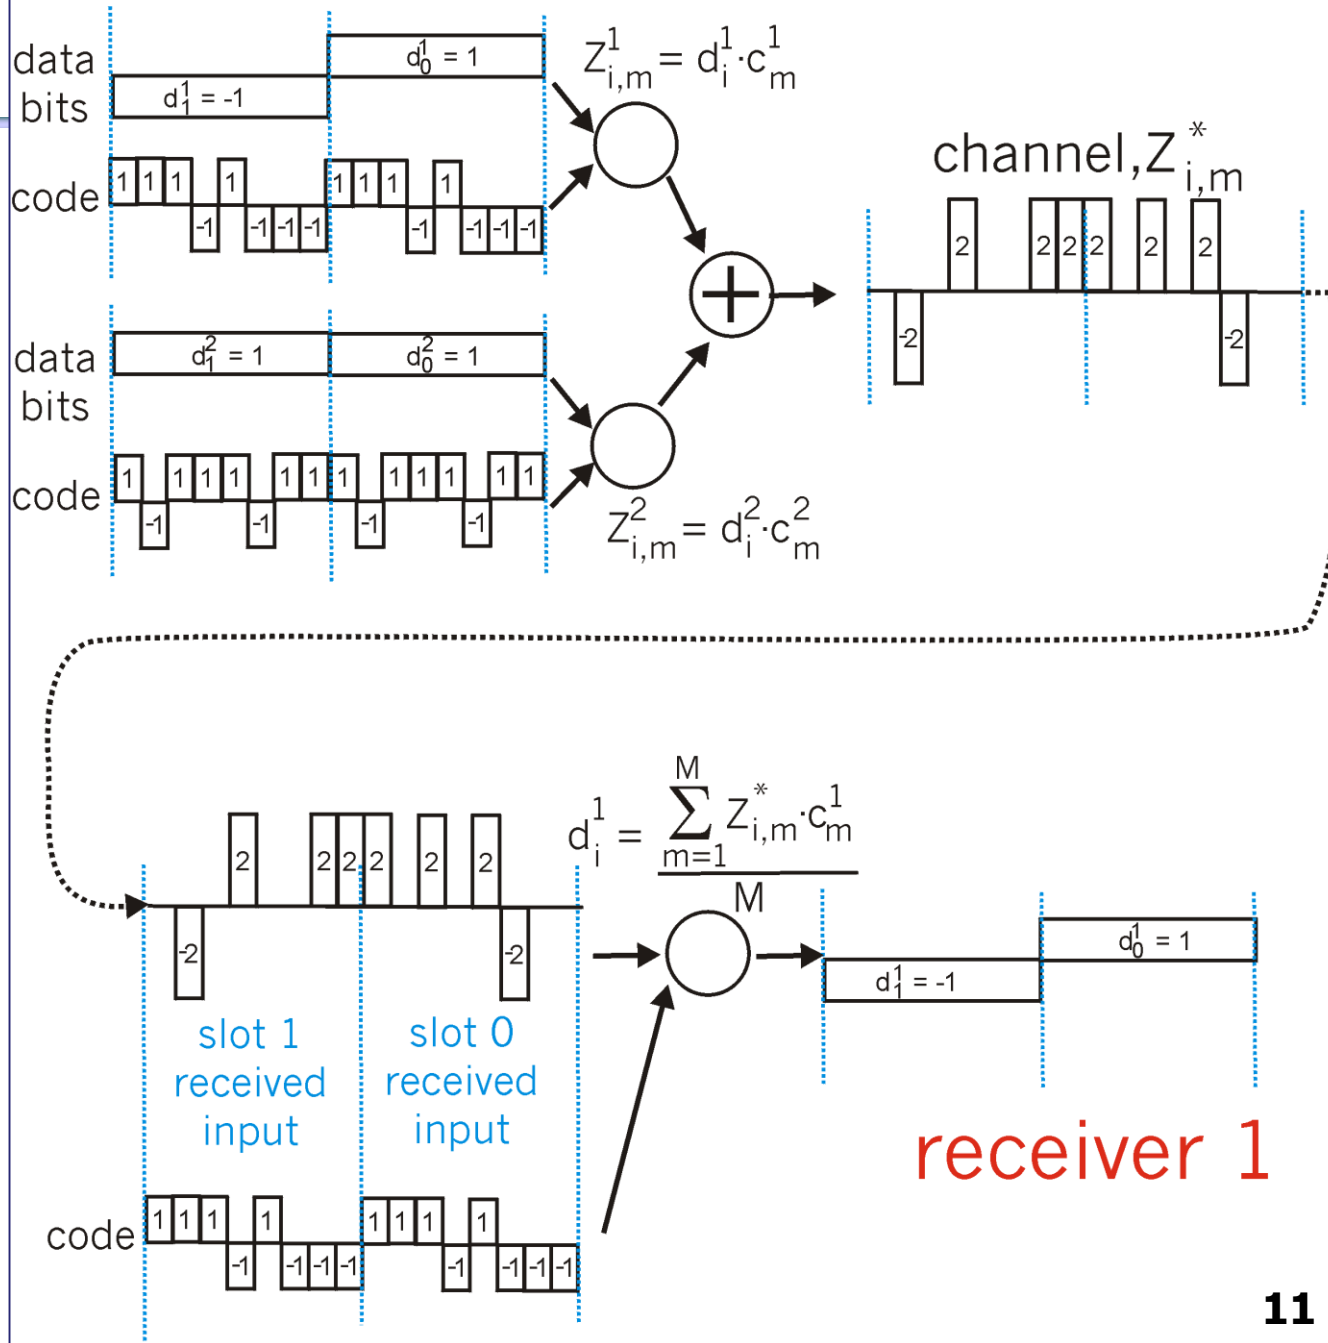 data bits
d₁¹ = -1
d₀¹ = 1
code
1 1 1 -1 1 -1 -1 -1 1 1 1 -1 1 -1 -1 -1
Z¹ᵢ,ₘ = d¹ᵢ·c¹ₘ
data bits
d₁² = 1
d₀² = 1
code
1 -1 1 1 1 -1 1 1 1 -1 1 1 1 -1 1 1
Z²ᵢ,ₘ = d²ᵢ·c²ₘ
+
channel, Z*ᵢ,ₘ
-2 2 2 2 2 2 2 -2
-2 2 2 2 2 2 2 -2
slot 1
received
input
slot 0
received
input
code
1 1 1 -1 1 -1 -1 -1 1 1 1 -1 1 -1 -1 -1
d¹ᵢ = ∑ Z*ᵢ,ₘ·c¹ₘ
M
m=1
M
d₁¹ = -1
d₀¹ = 1
receiver 1
11